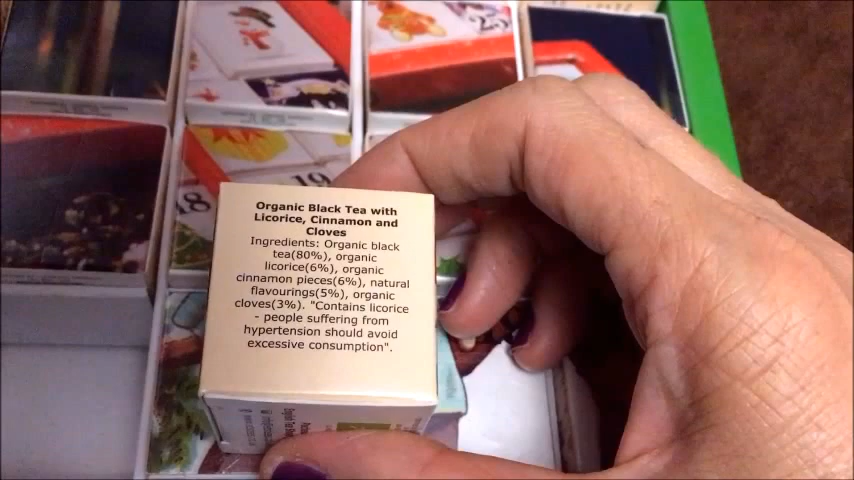 25
18
19
Organic Black Tea with
Licorice, Cinnamon and
Cloves
Ingredients: Organic black
tea(80%), organic
licorice(6%), organic
cinnamon pieces(6%), natural
flavourings(5%), organic
cloves(3%). "Contains licorice
- people suffering from
hypertension should avoid
excessive consumption".